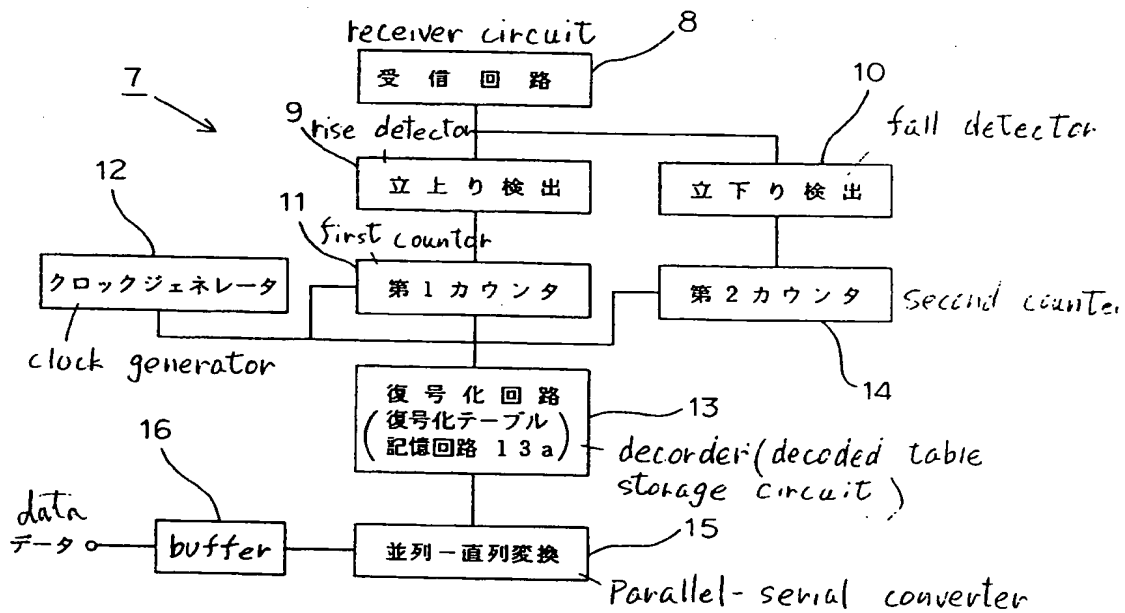 receiver circuit
8
受信回路
7
10
9
rise detector
fall detector
12
立上り検出
立下り検出
11
first counter
クロックジェネレータ
第1カウンタ
第2カウンタ
second counter
clock generator
14
復号化回路
(復号化テーブル
記憶回路 13a)
13
16
decorder (decoded table
storage circuit)
data
データ
buffer
並列-直列変換
15
Parallel-serial converter